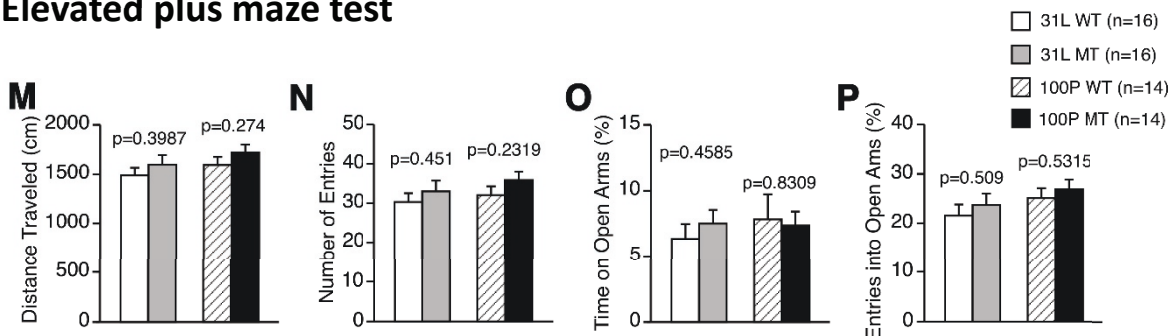 Elevated plus maze test
31L WT (n=16)
31L MT (n=16)
100P WT (n=14)
100P MT (n=14)
M
Distance Traveled (cm)
2000
1500
1000
500
0
p=0.3987
p=0.274
N
Number of Entries
50
40
30
20
10
0
p=0.451
p=0.2319
O
Time on Open Arms (%)
15
10
5
0
p=0.4585
p=0.8309
P
Entries into Open Ams (%)
40
30
20
10
0
p=0.509
p=0.5315